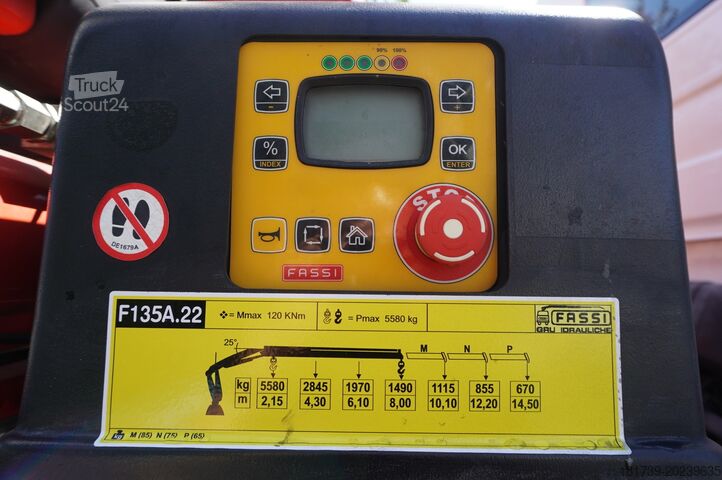 Truck
Scout24
90% 100%
-
+
%
INDEX
OK
ENTER
STOP
FASSI
DE1679A
F135A.22
= Mmax 120 KNm
= Pmax 5580 kg
FASSI
GRU IDRAULICHE
25°
M N P
kg 5580 2845 1970 1490 1115 855 670
m 2,15 4,30 6,10 8,00 10,10 12,20 14,50
kg M (85) N (75) P (65)